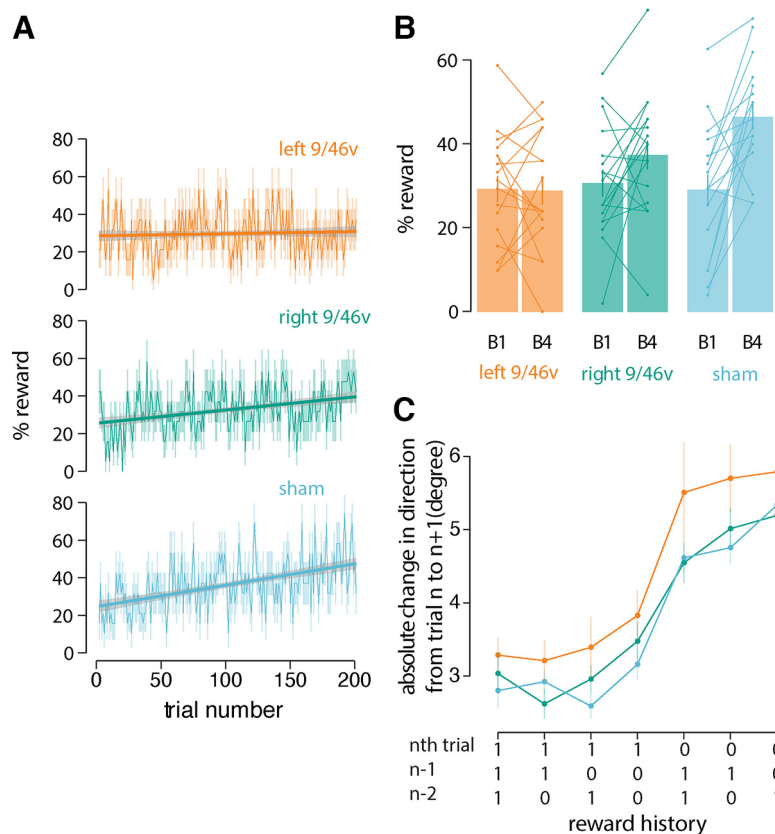 A
80
60
40
20
0
left 9/46v
80
60
40
20
0
right 9/46v
80
60
40
20
0
sham
% reward
0 50 100 150 200
trial number
B
60
40
20
0
% reward
B1 B4 B1 B4 B1 B4
left 9/46v right 9/46v sham
C
6
5
4
3
absolute change in direction
from trial n to n+1(degree)
nth trial 1 1 1 1 0 0
n-1 1 1 0 0 1 1
n-2 1 0 1 0 1 0
reward history